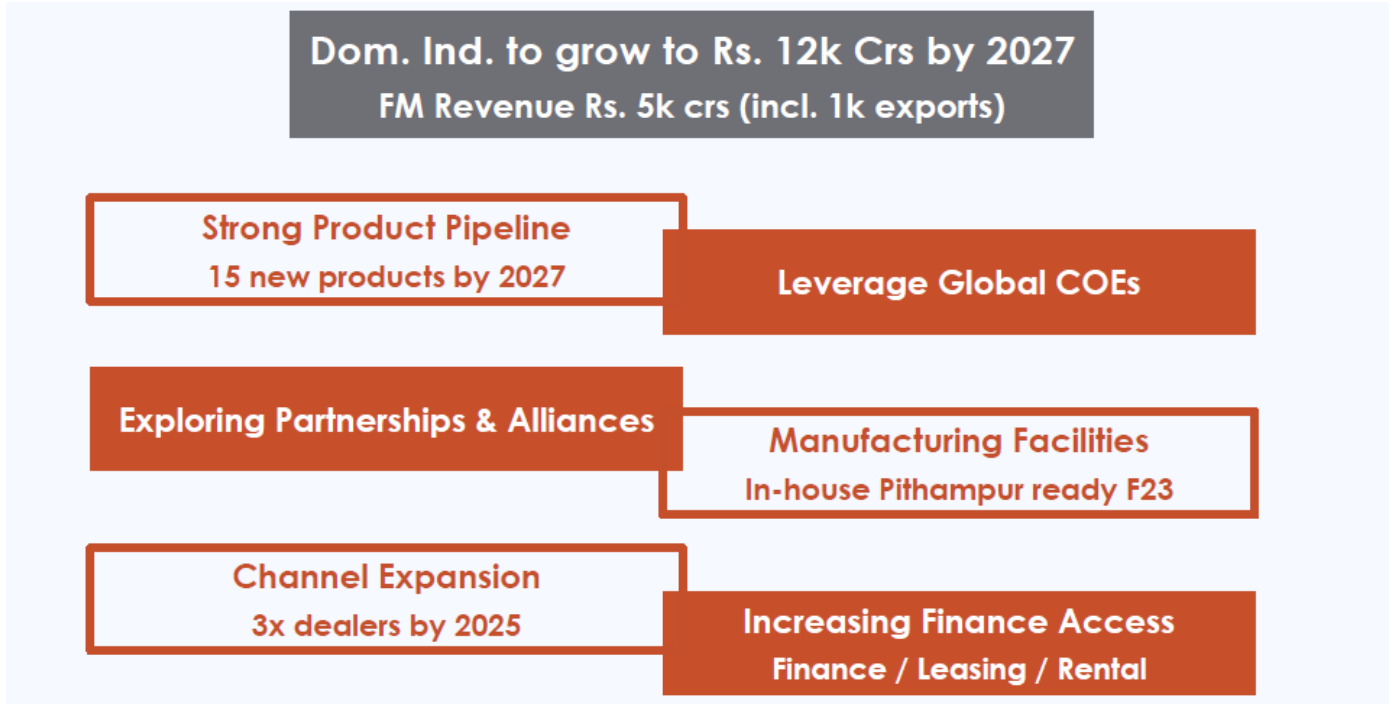 Dom. Ind. to grow to Rs. 12k Crs by 2027
FM Revenue Rs. 5k crs (incl. 1k exports)
Strong Product Pipeline
15 new products by 2027
Leverage Global COEs
Exploring Partnerships & Alliances
Manufacturing Facilities
In-house Pithampur ready F23
Channel Expansion
3x dealers by 2025
Increasing Finance Access
Finance / Leasing / Rental